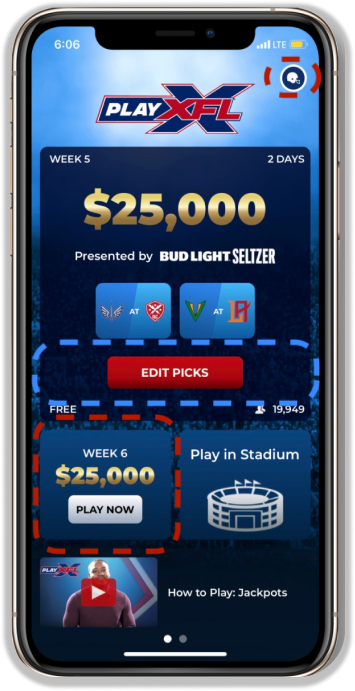 6:06
LTE
PLAY XFL
WEEK 5
2 DAYS
$25,000
Presented by BUD LIGHT SELTZER
AT
AT
EDIT PICKS
FREE
19,949
WEEK 6
$25,000
PLAY NOW
Play in Stadium
PLAY XFL
How to Play: Jackpots